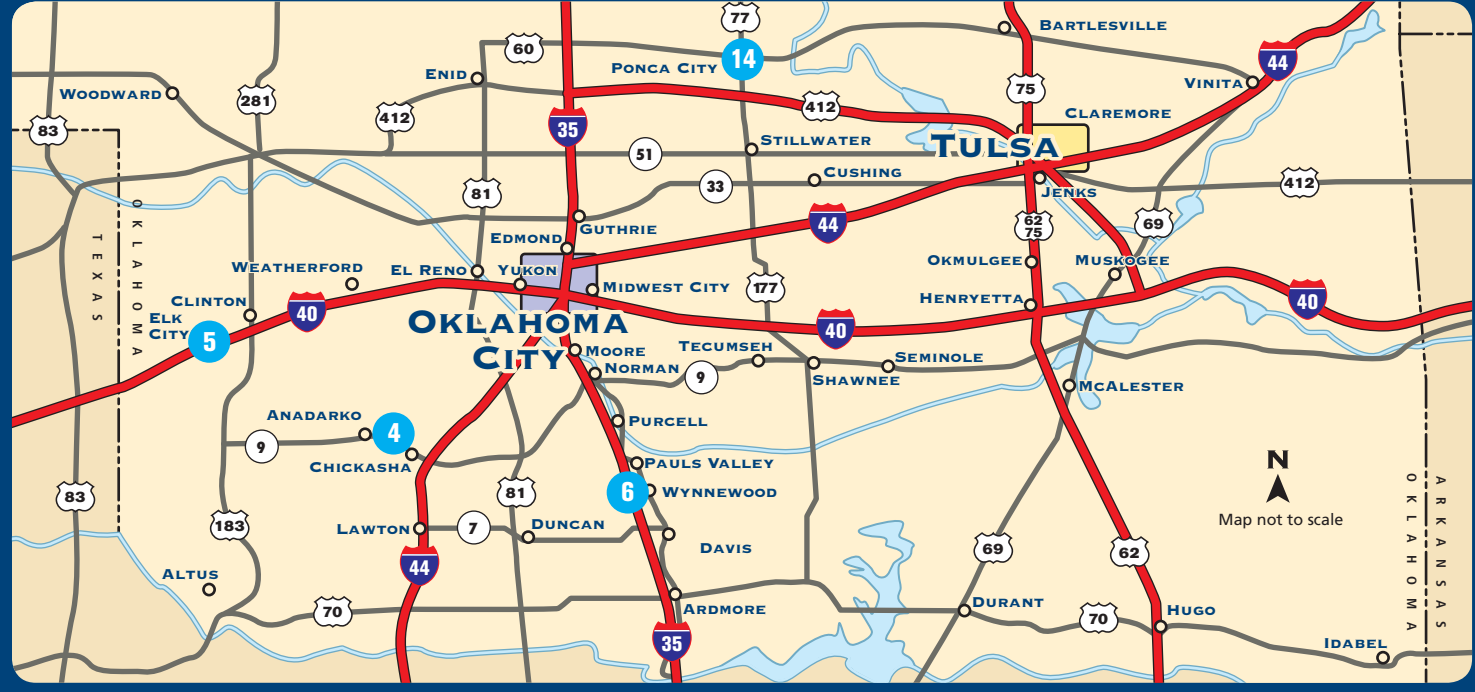 77
BARTLESVILLE
60
PONCA CITY
14
44
ENID
VINITA
WOODWARD
281
75
412
412
CLAREMORE
83
35
STILLWATER
TULSA
51
CUSHING
33
412
81
JENKS
OKLAHOMA
TEXAS
GUTHRIE
44
62
75
69
EDMOND
OKMULGEE
MUSKOGEE
WEATHERFORD
EL RENO
YUKON
MIDWEST CITY
177
CLINTON
HENRYETTA
40
40
ELK
CITY
5
OKLAHOMA
CITY
40
MOORE
TECUMSEH
SEMINOLE
NORMAN
9
SHAWNEE
MCALESTER
ANADARKO
4
PURCELL
9
CHICKASHA
PAULS VALLEY
N
83
81
6
WYNNEWOOD
Map not to scale
ARKANSAS
OKLAHOMA
183
LAWTON
7
DUNCAN
DAVIS
69
62
44
ALTUS
70
ARDMORE
DURANT
70
HUGO
35
IDABEL